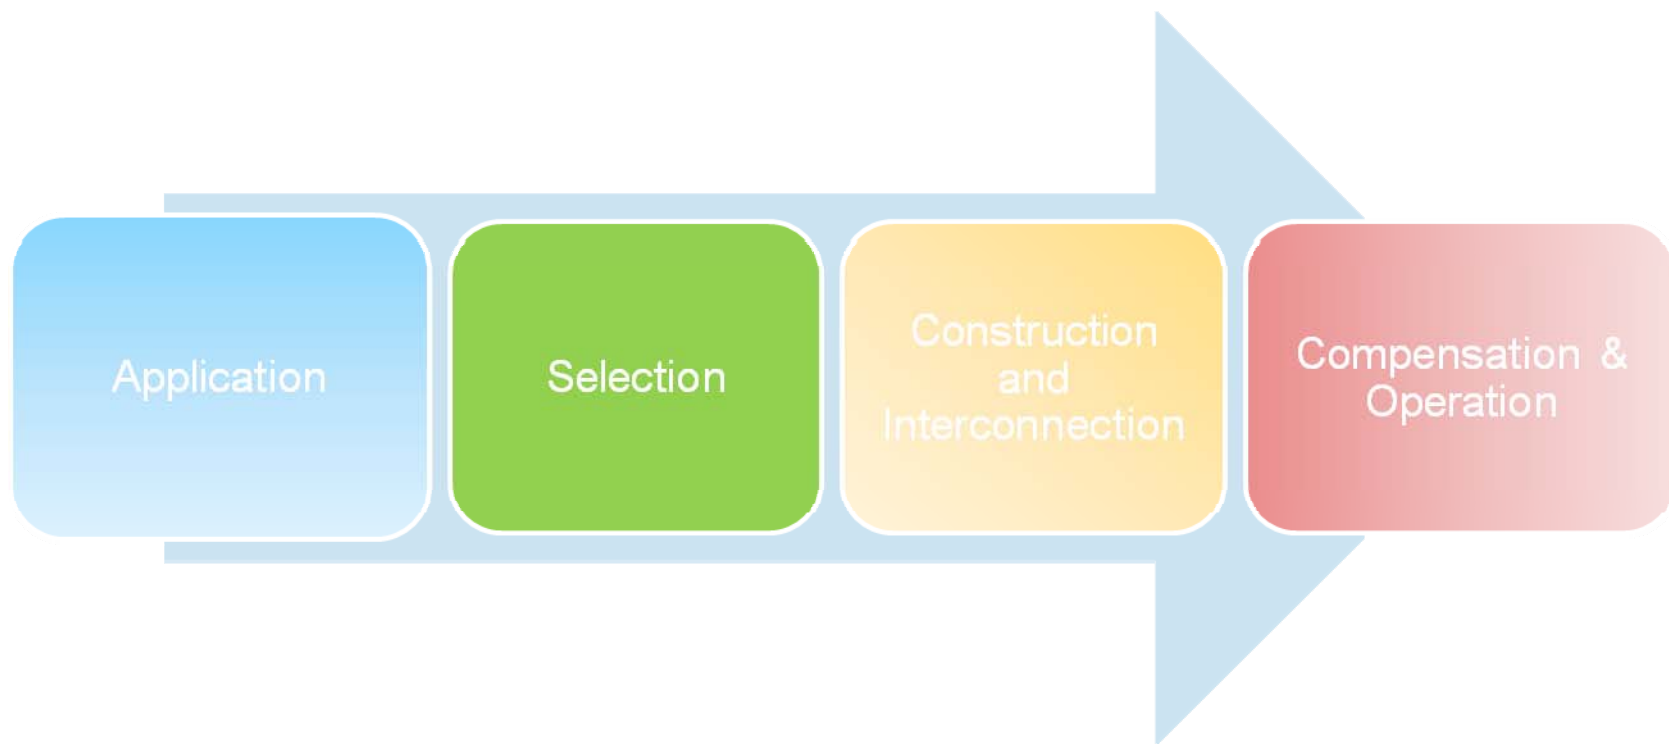 Application
Selection
Construction
and
Interconnection
Compensation &
Operation